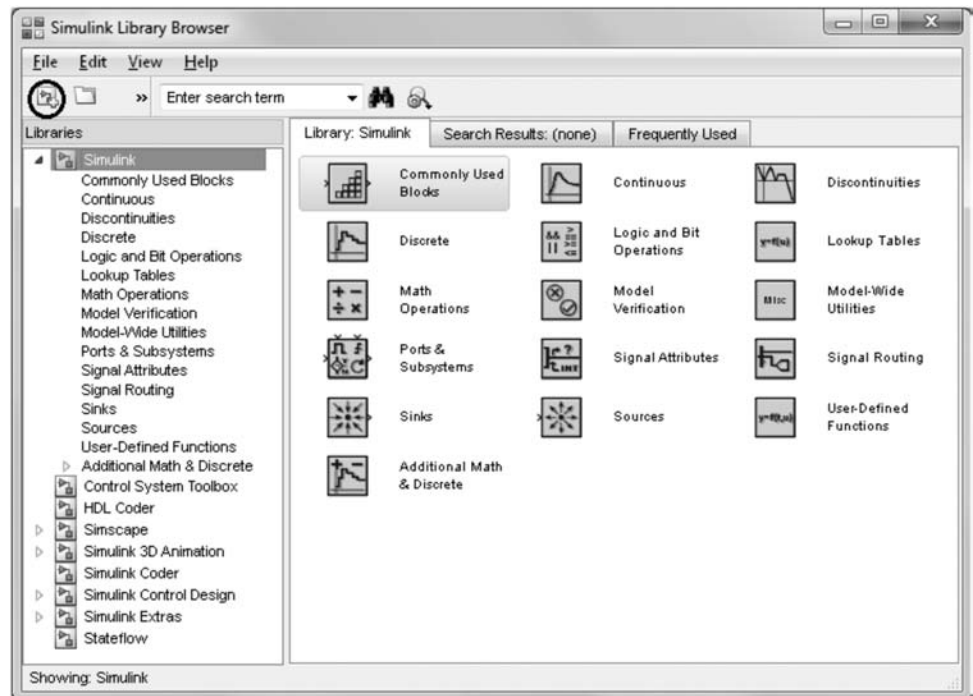 Simulink Library Browser
File Edit View Help
» Enter search term
Libraries
Simulink
Commonly Used Blocks
Continuous
Discontinuities
Discrete
Logic and Bit Operations
Lookup Tables
Math Operations
Model Verification
Model-Wide Utilities
Ports & Subsystems
Signal Attributes
Signal Routing
Sinks
Sources
User-Defined Functions
Additional Math & Discrete
Control System Toolbox
HDL Coder
Simscape
Simulink 3D Animation
Simulink Coder
Simulink Control Design
Simulink Extras
Stateflow
Library: Simulink Search Results: (none) Frequently Used
Commonly Used
Blocks
Continuous
Discontinuities
Discrete
Logic and Bit
Operations
y=f(u)
Lookup Tables
Math
Operations
Model
Verification
Misc
Model-Wide
Utilities
Ports &
Subsystems
Signal Attributes
Signal Routing
Sinks
Sources
User-Defined
Functions
Additional Math
& Discrete
Showing: Simulink